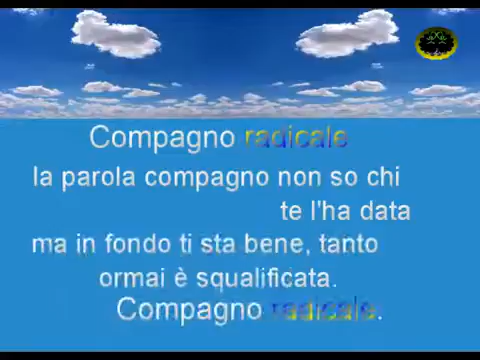 Compagno radicale
la parola compagno non so chi
te l'ha data
ma in fondo ti sta bene, tanto
ormai è squalificata.
Compagno radicale.